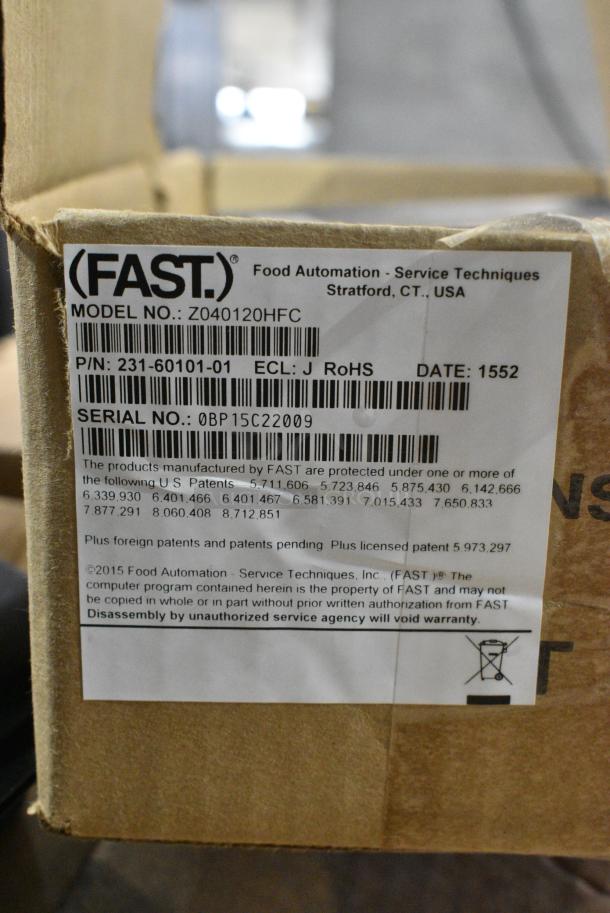 (FAST.)®
Food Automation - Service Techniques
Stratford, CT., USA
MODEL NO.: Z040120HFC
P/N: 231-60101-01 ECL: J RoHS DATE: 1552
SERIAL NO.: 0BP15C22009
The products manufactured by FAST are protected under one or more of
the following U.S. Patents 5,711,606 5,723,846 5,875,430 6,142,666
6,339,930 6,401,466 6,401,467 6,581,391 7,015,433 7,650,833
7,877,291 8,060,408 8,712,851
Plus foreign patents and patents pending Plus licensed patent 5,973,297
©2015 Food Automation - Service Techniques, Inc., (FAST.)® The
computer program contained herein is the property of FAST and may not
be copied in whole or in part without prior written authorization from FAST
Disassembly by unauthorized service agency will void warranty.
NS
T